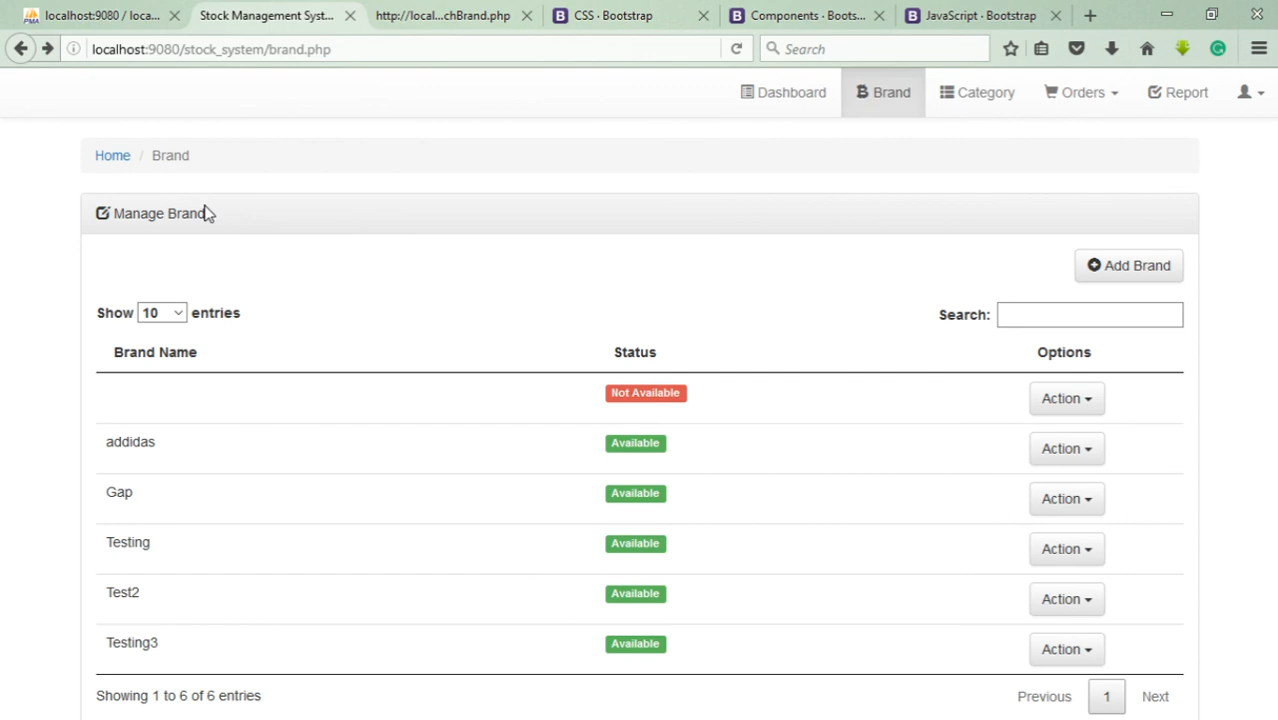 localhost:9080 / loca...
Stock Management Syst...
http://local...chBrand.php
CSS · Bootstrap
Components · Boots...
JavaScript · Bootstrap
localhost:9080/stock_system/brand.php
Search
Dashboard
Brand
Category
Orders
Report
Home / Brand
Manage Brand
Add Brand
Show 10 entries
Search:
Brand Name Status Options
Not Available Action
addidas Available Action
Gap Available Action
Testing Available Action
Test2 Available Action
Testing3 Available Action
Showing 1 to 6 of 6 entries
Previous 1 Next